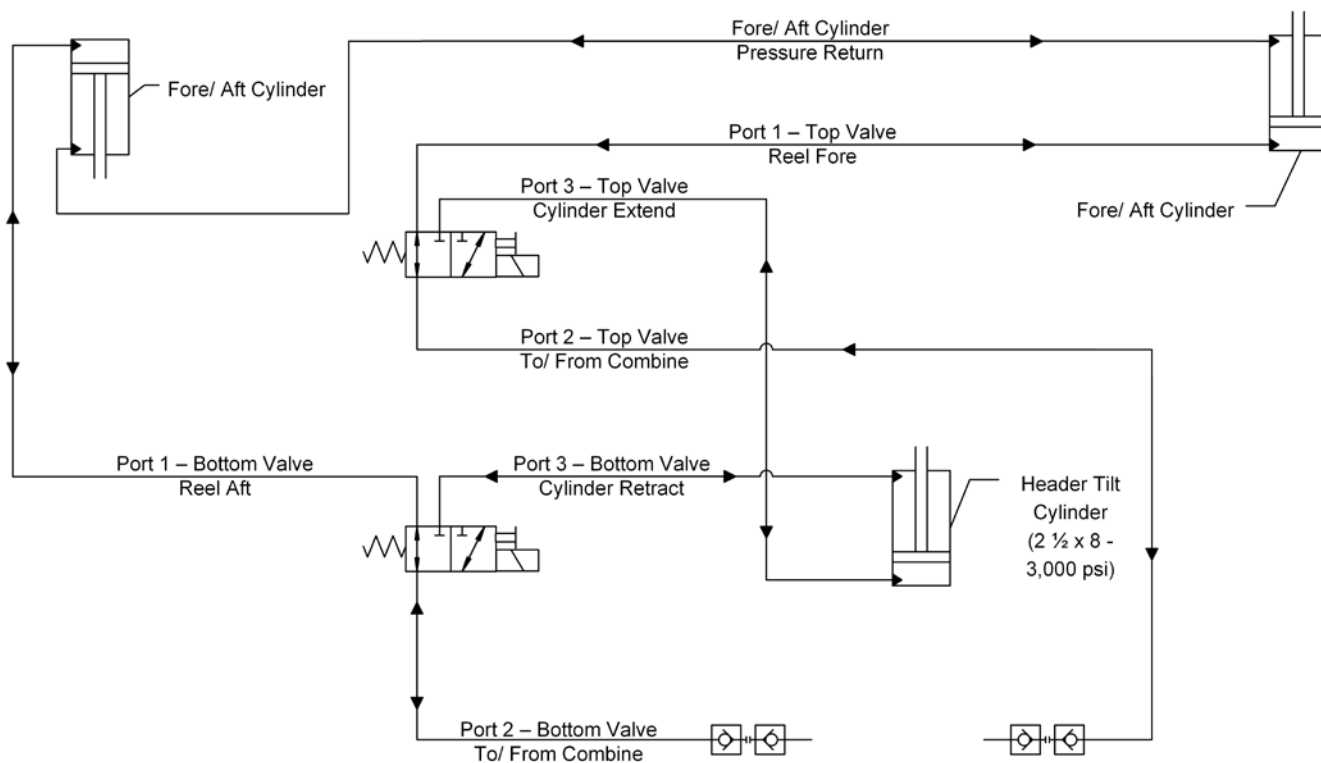 Fore/ Aft Cylinder
Pressure Return
Fore/ Aft Cylinder
Port 1 – Top Valve
Reel Fore
Port 3 – Top Valve
Cylinder Extend
Fore/ Aft Cylinder
Port 2 – Top Valve
To/ From Combine
Port 1 – Bottom Valve
Reel Aft
Port 3 – Bottom Valve
Cylinder Retract
Header Tilt
Cylinder
(2 ½ x 8 -
3,000 psi)
Port 2 – Bottom Valve
To/ From Combine